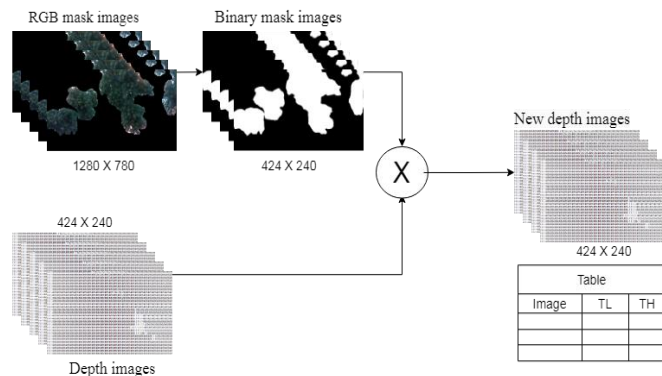 RGB mask images
Binary mask images
1280 X 780
424 X 240
X
New depth images
424 X 240
424 X 240
Depth images
Table
Image TL TH